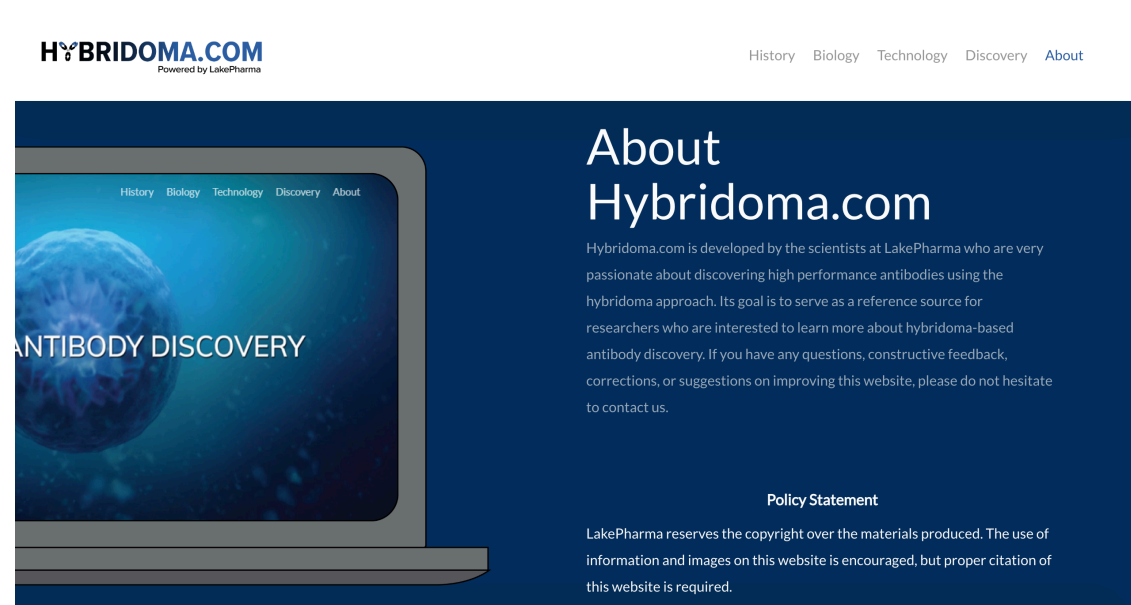 HYBRIDOMA.COM
Powered by LakePharma
History Biology Technology Discovery About
About
Hybridoma.com
Hybridoma.com is developed by the scientists at LakePharma who are very
passionate about discovering high performance antibodies using the
hybridoma approach. Its goal is to serve as a reference source for
researchers who are interested to learn more about hybridoma-based
antibody discovery. If you have any questions, constructive feedback,
corrections, or suggestions on improving this website, please do not hesitate
to contact us.
Policy Statement
LakePharma reserves the copyright over the materials produced. The use of
information and images on this website is encouraged, but proper citation of
this website is required.
History Biology Technology Discovery About
ANTIBODY DISCOVERY